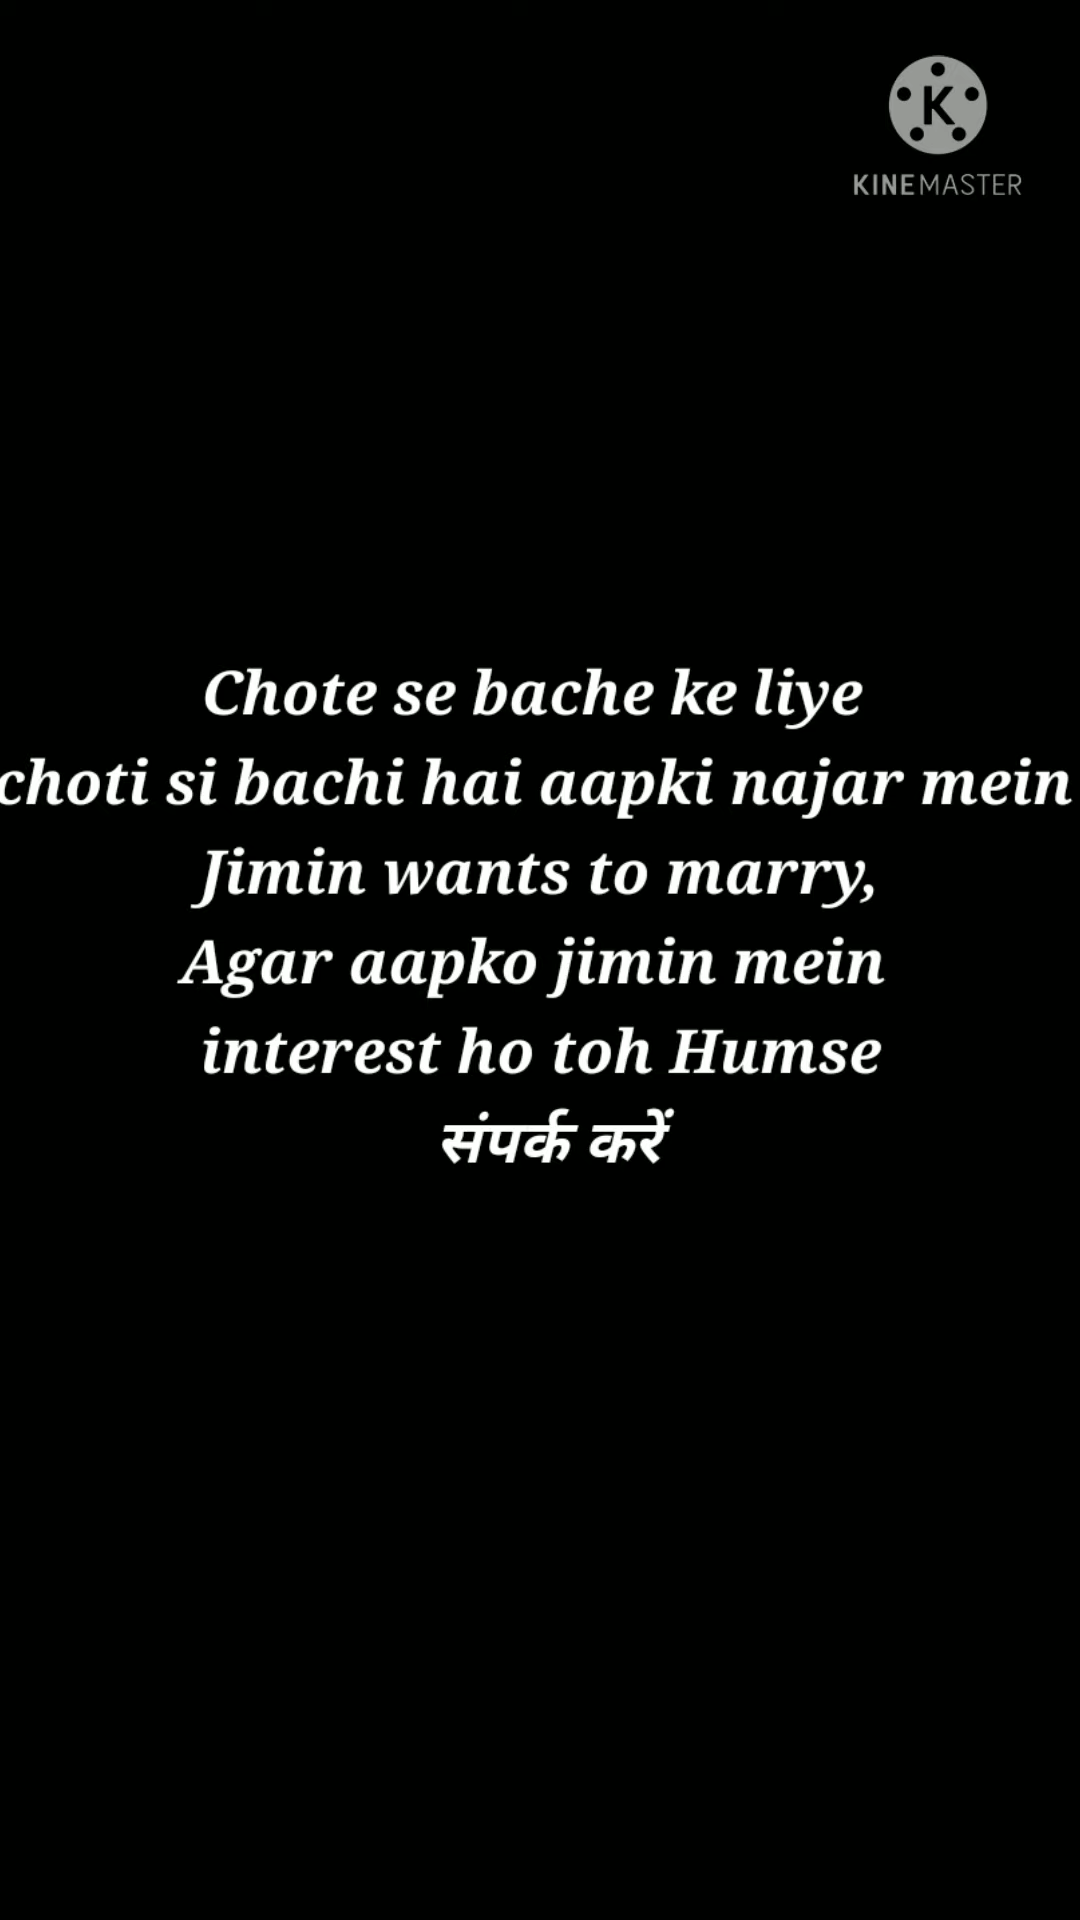 K
KINEMASTER
Chote se bache ke liye
choti si bachi hai aapki najar mein
Jimin wants to marry,
Agar aapko jimin mein
interest ho toh Humse
संपर्क करें